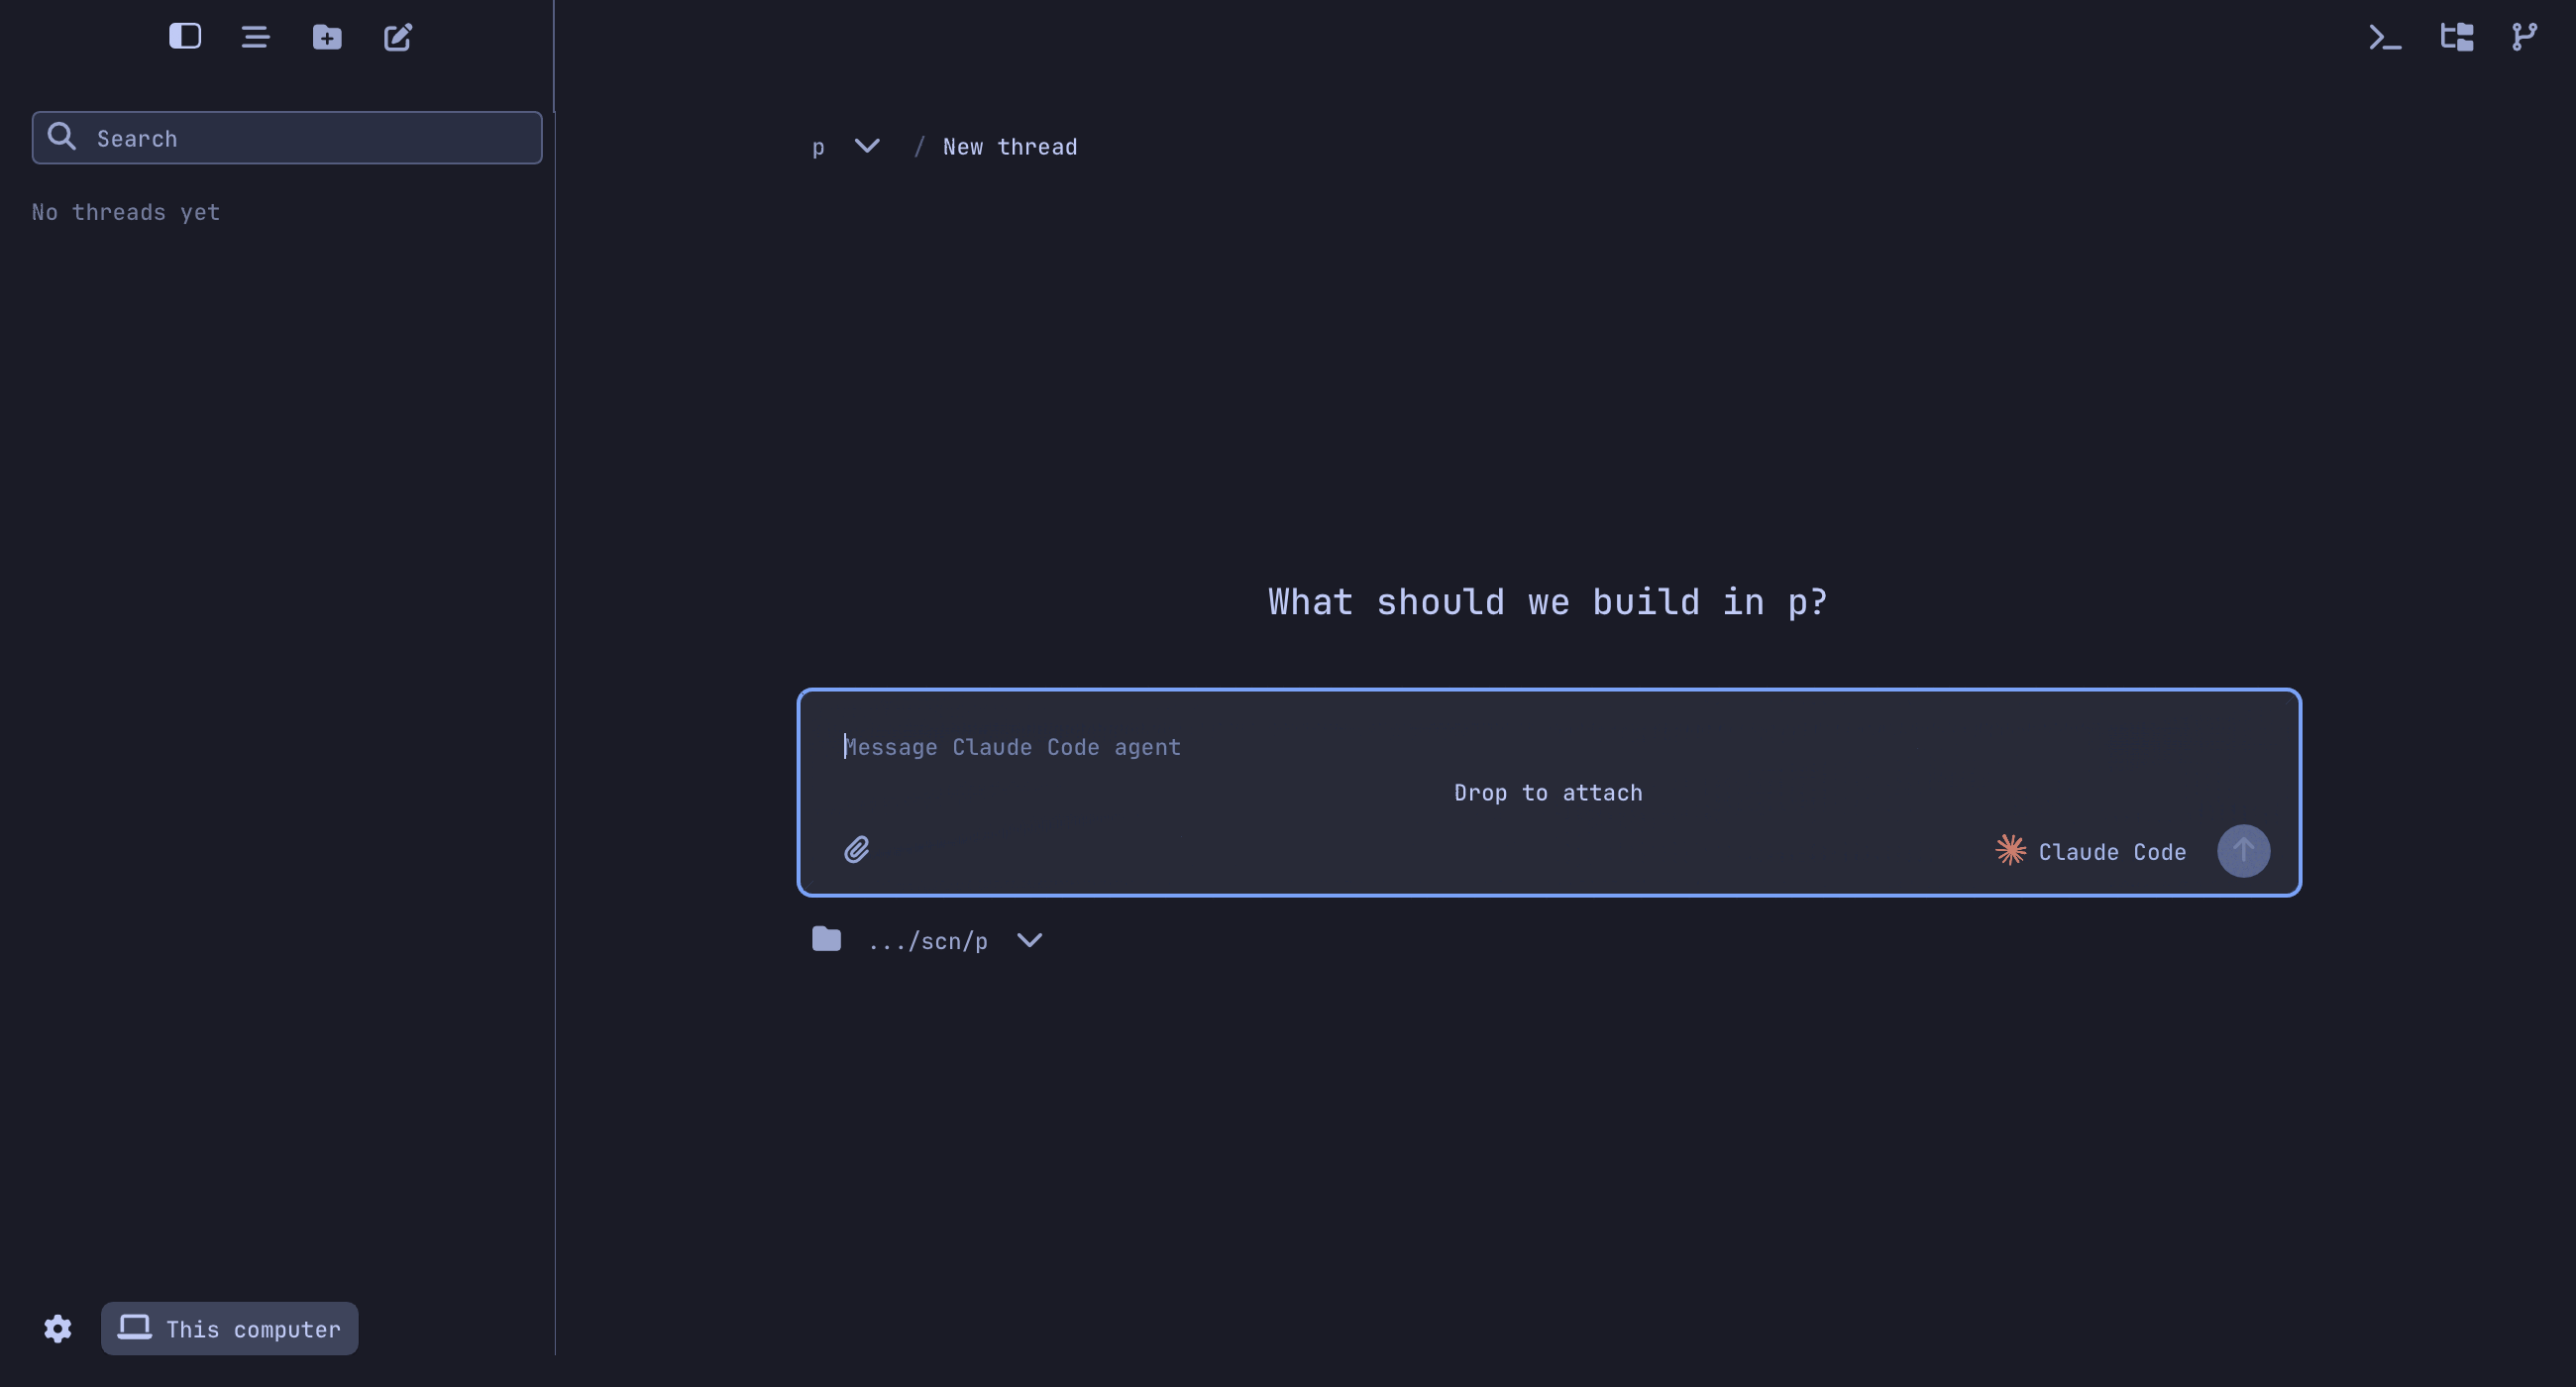 Search
No threads yet
p / New thread
What should we build in p?
Message Claude Code agent
Drop to attach
Claude Code
.../scn/p
This computer